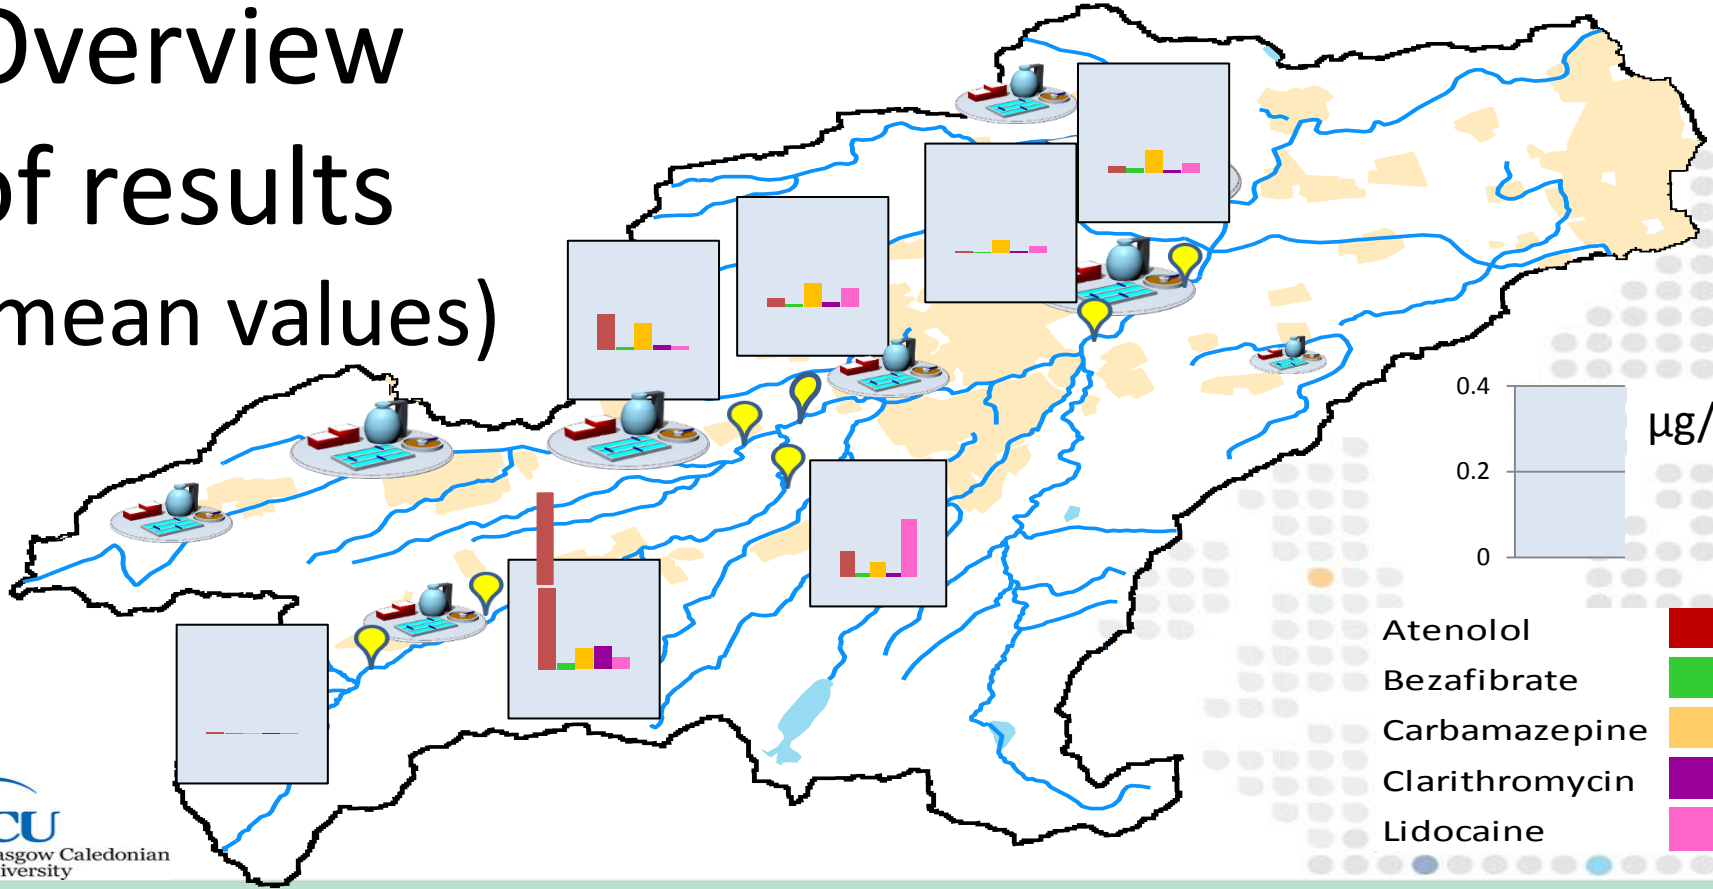 Overview
of results
mean values)
0.4
0.2
0
µg/
Atenolol
Bezafibrate
Carbamazepine
Clarithromycin
Lidocaine
CU
asgow Caledonian
iversity